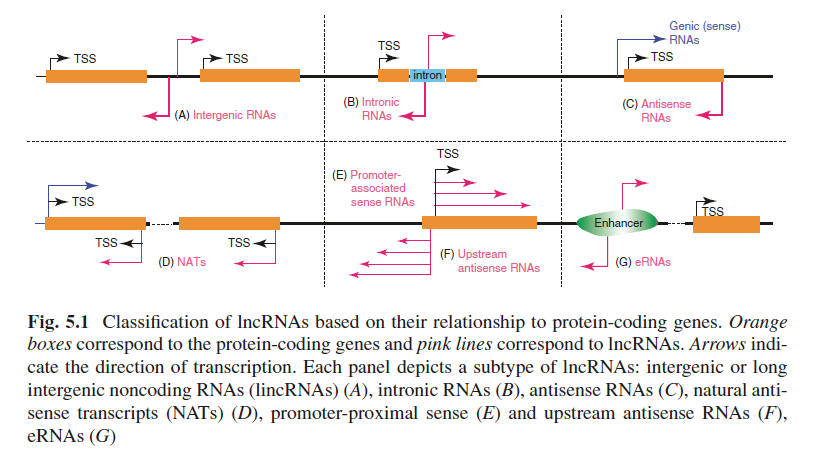 TSS
TSS
(A) Intergenic RNAs
TSS
intron
(B) Intronic
RNAs
Genic (sense)
RNAs
TSS
(C) Antisense
RNAs
TSS
TSS
TSS
(D) NATs
TSS
(E) Promoter-
associated
sense RNAs
(F) Upstream
antisense RNAs
Enhancer
TSS
(G) eRNAs
Fig. 5.1 Classification of lncRNAs based on their relationship to protein-coding genes. Orange
boxes correspond to the protein-coding genes and pink lines correspond to lncRNAs. Arrows indi-
cate the direction of transcription. Each panel depicts a subtype of lncRNAs: intergenic or long
intergenic noncoding RNAs (lincRNAs) (A), intronic RNAs (B), antisense RNAs (C), natural anti-
sense transcripts (NATs) (D), promoter-proximal sense (E) and upstream antisense RNAs (F),
eRNAs (G)